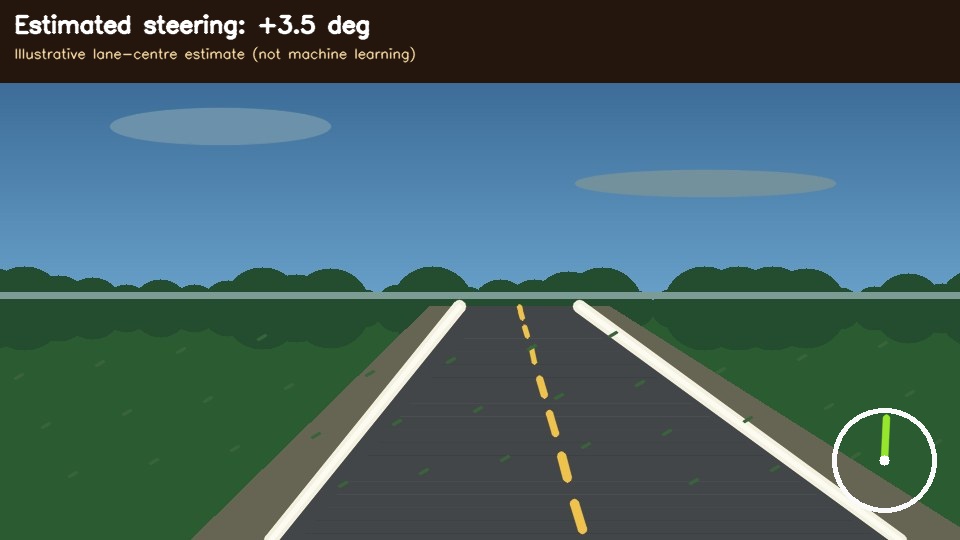 Estimated steering: +3.5 deg
Illustrative lane-centre estimate (not machine learning)